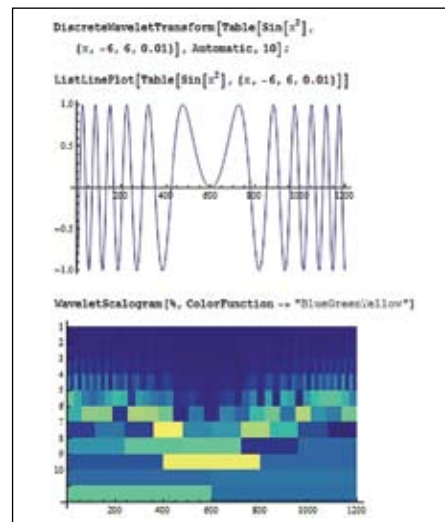 DiscreteWaveletTransform[Table[Sin[x²],
{x, -6, 6, 0.01}], Automatic, 10];
ListLinePlot[Table[Sin[x²], {x, -6, 6, 0.01}]]
1.0
0.5
200 400 600 800 1000 1200
-0.5
-1.0
WaveletScalogram[%, ColorFunction -> "BlueGreenYellow"]
1
2
3
4
5
6
7
8
9
10
200 400 600 800 1000 1200